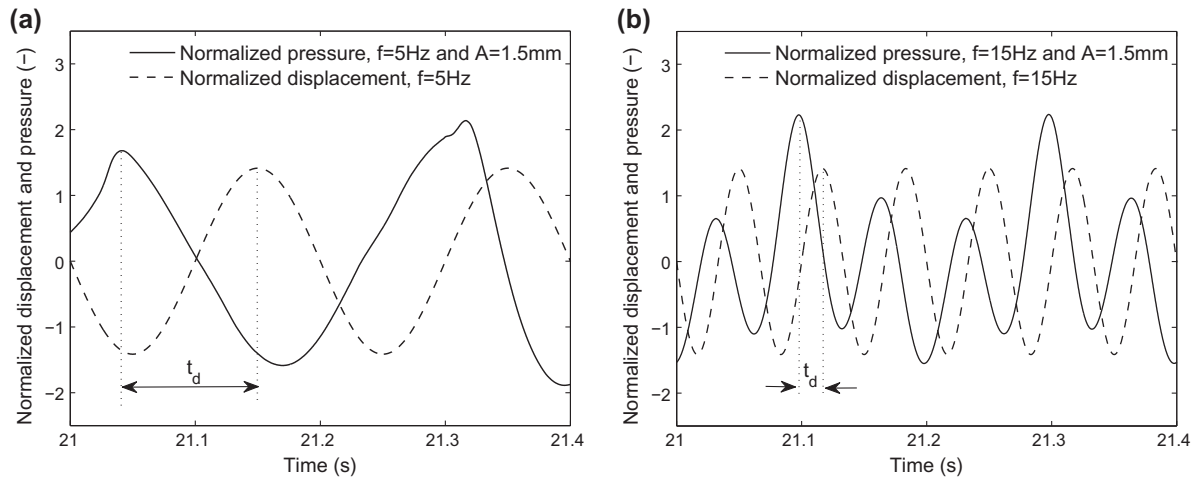 (a)
Normalized displacement and pressure (−)
Normalized pressure, f=5Hz and A=1.5mm
Normalized displacement, f=5Hz
3
2
1
0
−1
−2
t_d
21
21.1
21.2
21.3
21.4
Time (s)
(b)
Normalized displacement and pressure (−)
Normalized pressure, f=15Hz and A=1.5mm
Normalized displacement, f=15Hz
3
2
1
0
−1
−2
t_d
21
21.1
21.2
21.3
21.4
Time (s)